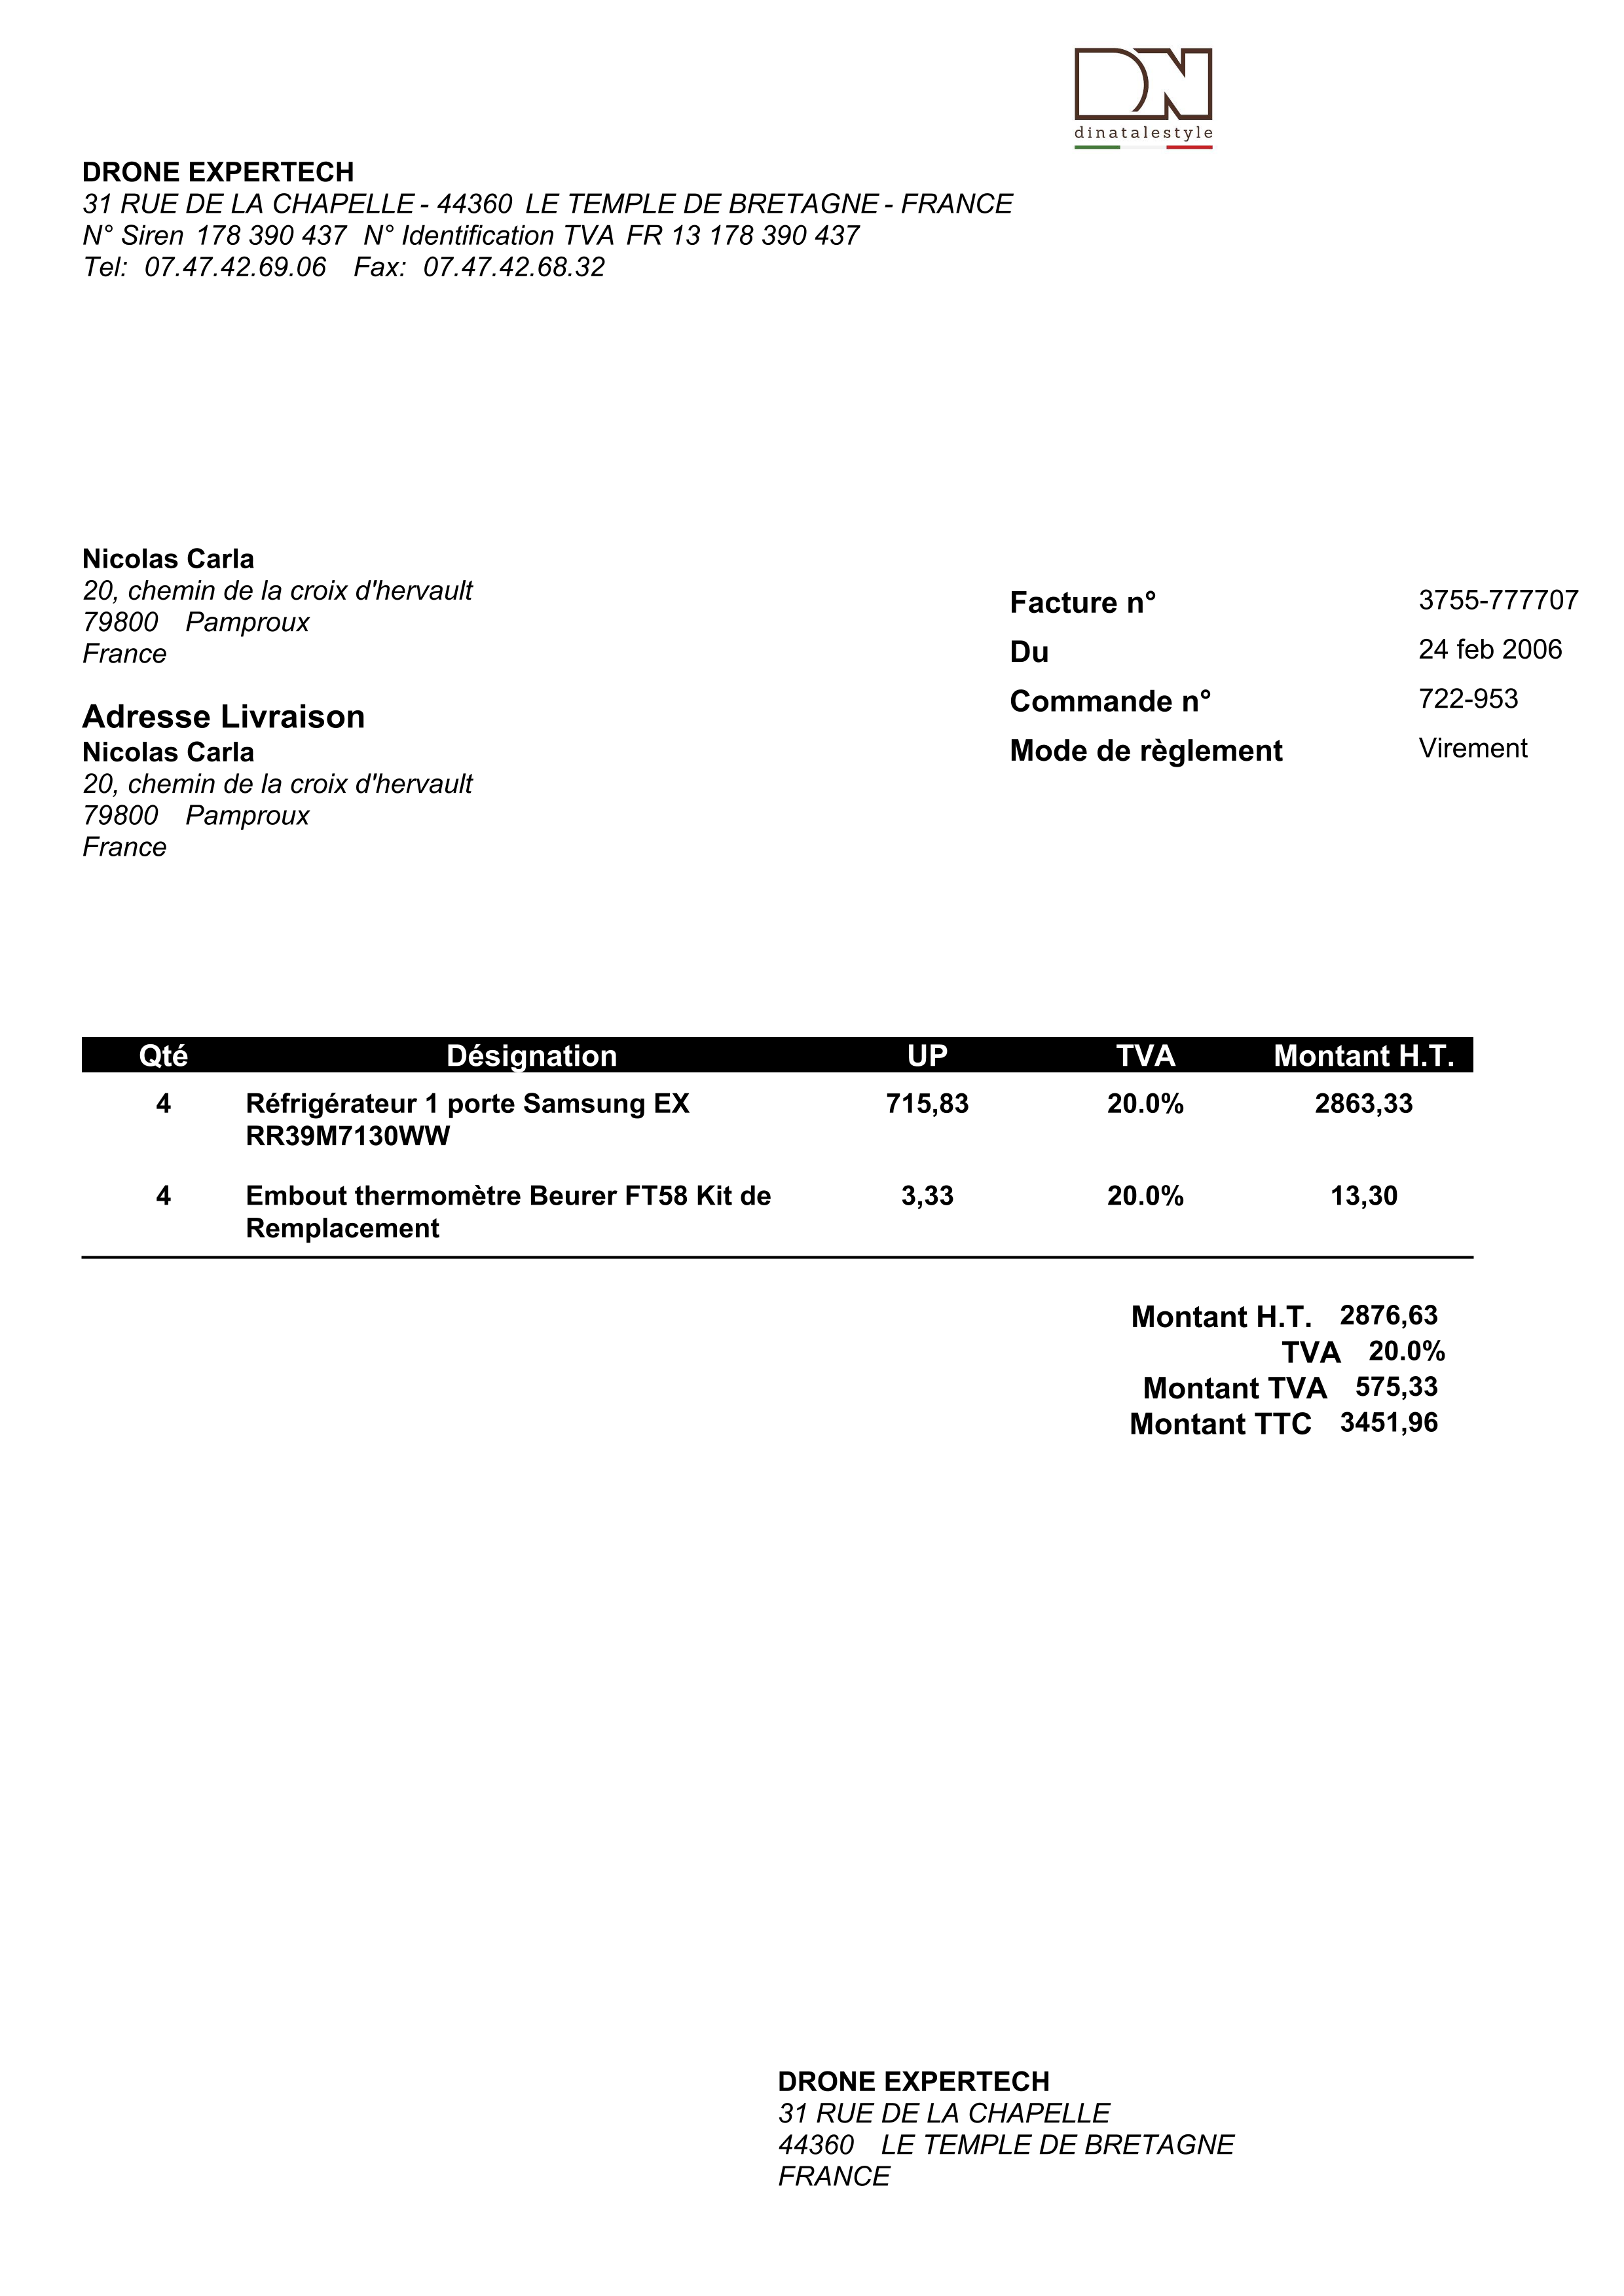 DN
dinatalestyle
DRONE EXPERTECH
31 RUE DE LA CHAPELLE - 44360 LE TEMPLE DE BRETAGNE - FRANCE
N° Siren 178 390 437 N° Identification TVA FR 13 178 390 437
Tel: 07.47.42.69.06 Fax: 07.47.42.68.32
Nicolas Carla
20, chemin de la croix d'hervault
79800 Pamproux
France
Adresse Livraison
Nicolas Carla
20, chemin de la croix d'hervault
79800 Pamproux
France
Facture n° 3755-777707
Du 24 feb 2006
Commande n° 722-953
Mode de règlement Virement
Qté Désignation UP TVA Montant H.T.
4 Réfrigérateur 1 porte Samsung EX 715,83 20.0% 2863,33
RR39M7130WW
4 Embout thermomètre Beurer FT58 Kit de 3,33 20.0% 13,30
Remplacement
Montant H.T. 2876,63
TVA 20.0%
Montant TVA 575,33
Montant TTC 3451,96
DRONE EXPERTECH
31 RUE DE LA CHAPELLE
44360 LE TEMPLE DE BRETAGNE
FRANCE